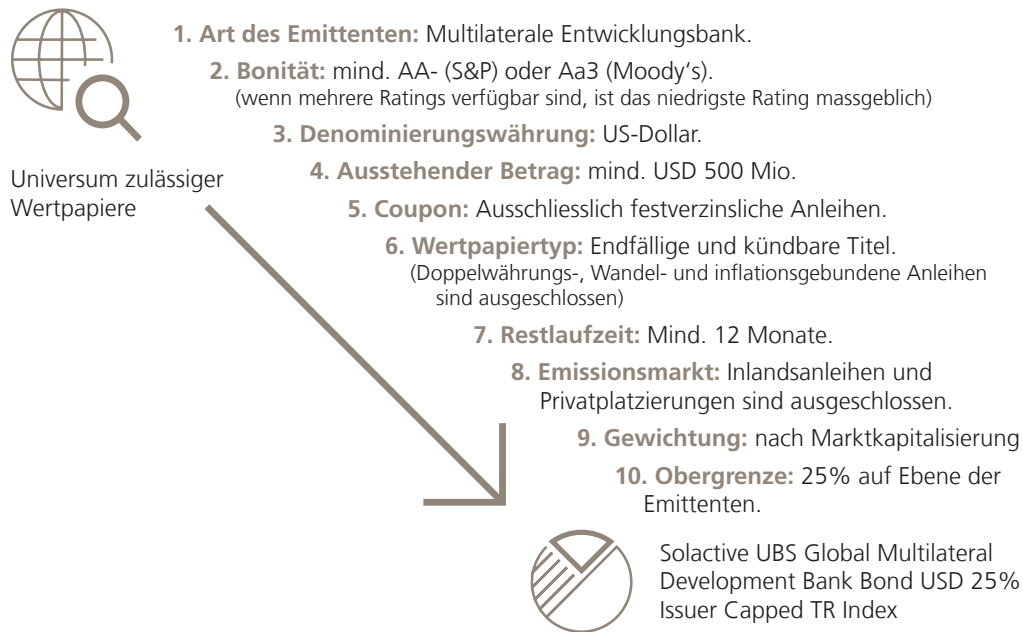 1. Art des Emittenten: Multilaterale Entwicklungsbank.
2. Bonität: mind. AA- (S&P) oder Aa3 (Moody's).
(wenn mehrere Ratings verfügbar sind, ist das niedrigste Rating massgeblich)
3. Denominierungswährung: US-Dollar.
4. Ausstehender Betrag: mind. USD 500 Mio.
Universum zulässiger
Wertpapiere
5. Coupon: Ausschliesslich festverzinsliche Anleihen.
6. Wertpapiertyp: Endfällige und kündbare Titel.
(Doppelwährungs-, Wandel- und inflationsgebundene Anleihen
sind ausgeschlossen)
7. Restlaufzeit: Mind. 12 Monate.
8. Emissionsmarkt: Inlandsanleihen und
Privatplatzierungen sind ausgeschlossen.
9. Gewichtung: nach Marktkapitalisierung
10. Obergrenze: 25% auf Ebene der
Emittenten.
Solactive UBS Global Multilateral
Development Bank Bond USD 25%
Issuer Capped TR Index